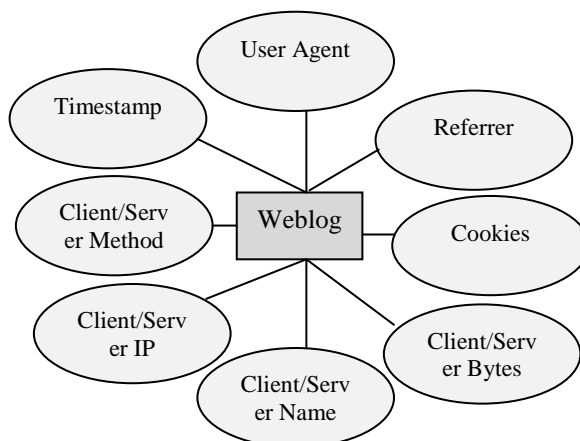 User Agent
Timestamp
Referrer
Client/Serv
er Method
Weblog
Cookies
Client/Serv
er IP
Client/Serv
er Bytes
Client/Serv
er Name